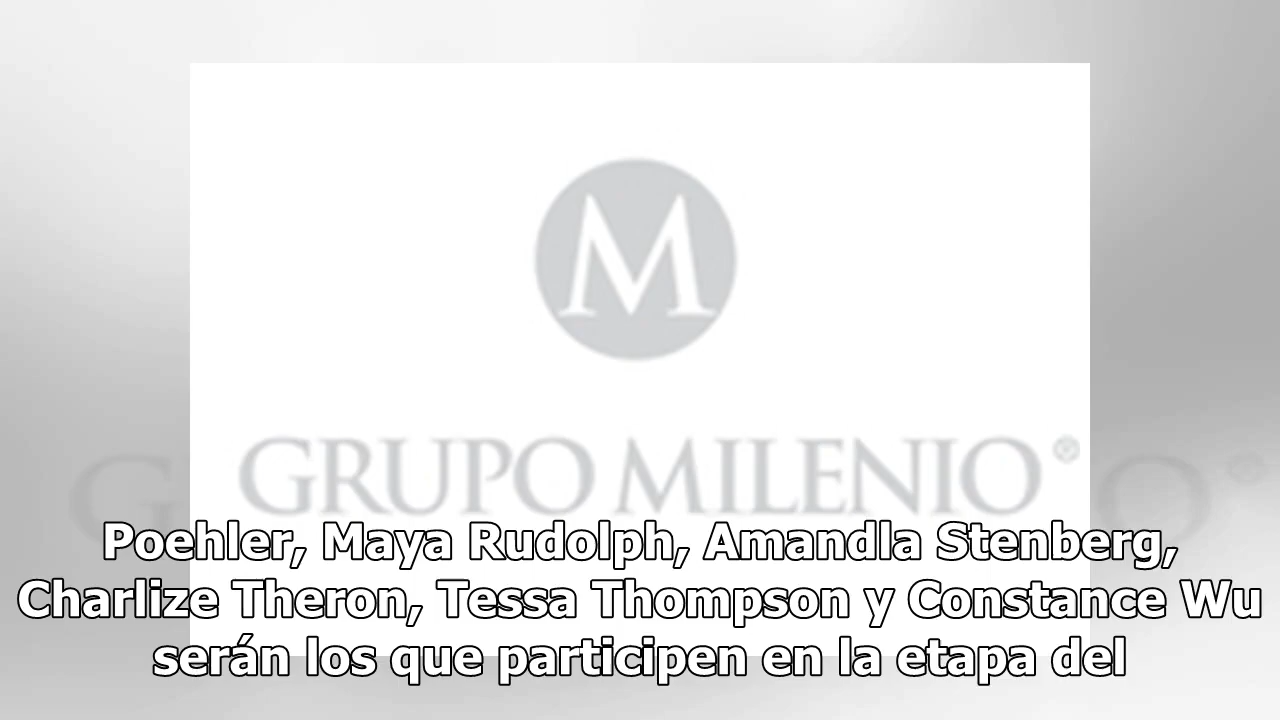 M
GRUPO MILENIO®
Poehler, Maya Rudolph, Amandla Stenberg,
Charlize Theron, Tessa Thompson y Constance Wu
serán los que participen en la etapa del